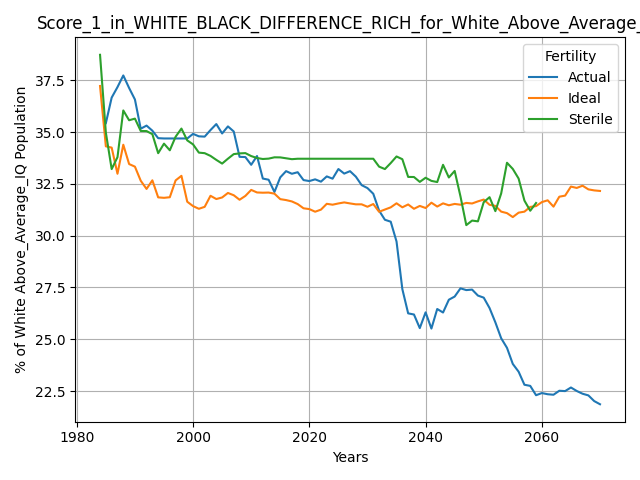 Score_1_in_WHITE_BLACK_DIFFERENCE_RICH_for_White_Above_Average_
Fertility
Actual
Ideal
Sterile
% of White Above_Average_IQ Population
37.5
35.0
32.5
30.0
27.5
25.0
22.5
1980
2000
2020
2040
2060
Years